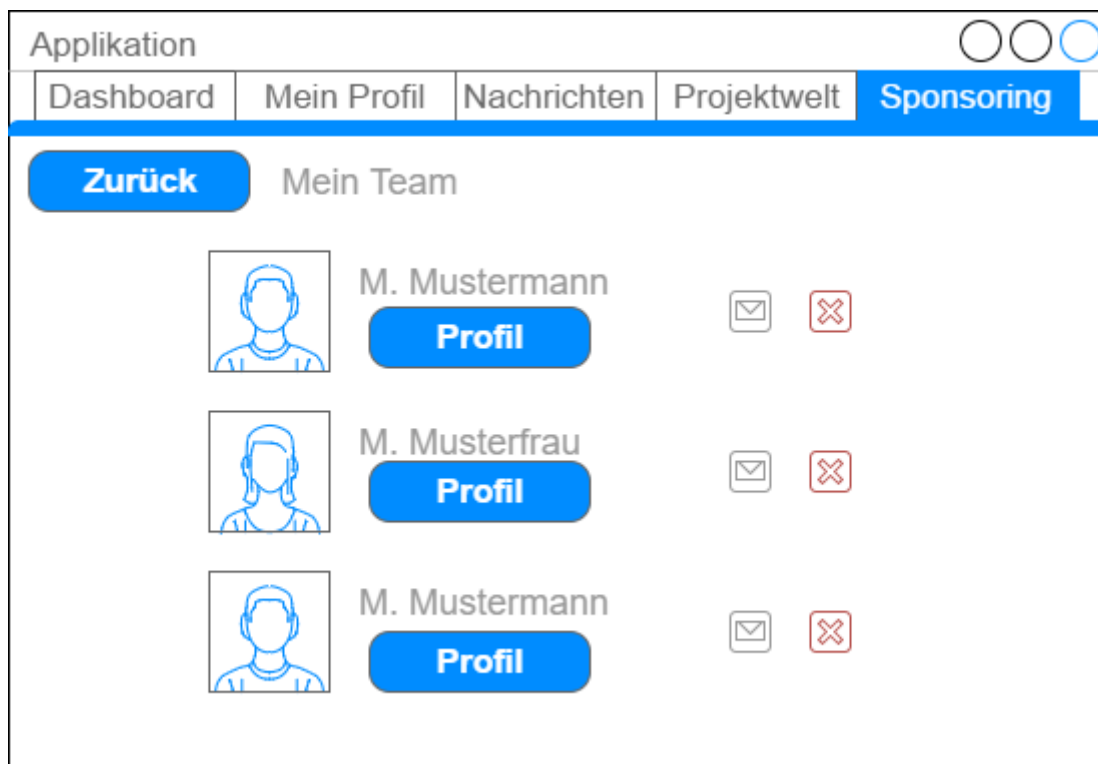 Applikation
Dashboard Mein Profil Nachrichten Projektwelt Sponsoring
Zurück Mein Team
M. Mustermann
Profil
M. Musterfrau
Profil
M. Mustermann
Profil